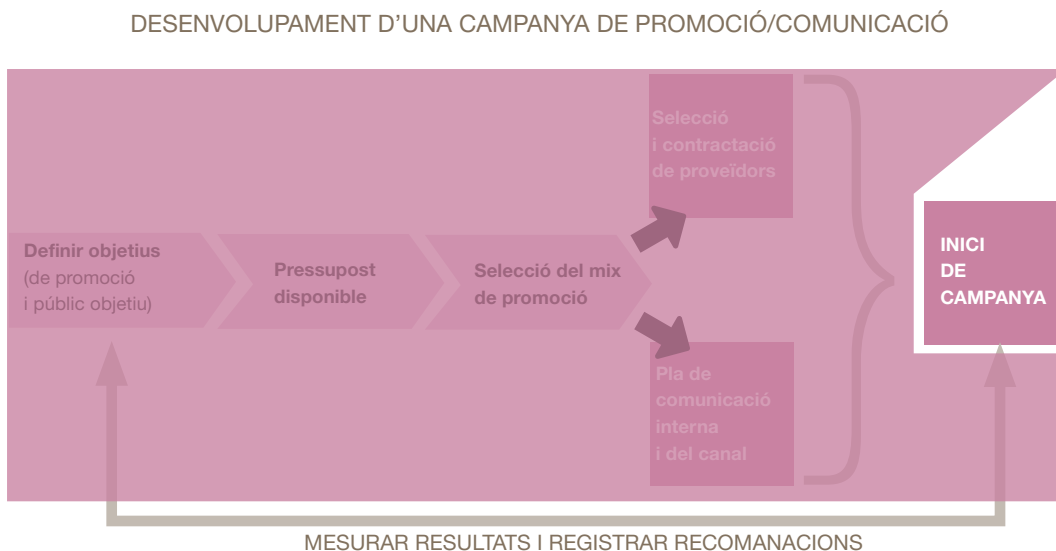 DESENVOLUPAMENT D'UNA CAMPANYA DE PROMOCIÓ/COMUNICACIÓ
Definir objetius
(de promoció
i públic objetiu)
Pressupost
disponible
Selecció del mix
de promoció
Selecció
i contractació
de proveïdors
Pla de
comunicació
interna
i del canal
INICI
DE
CAMPANYA
MESURAR RESULTATS I REGISTRAR RECOMANACIONS